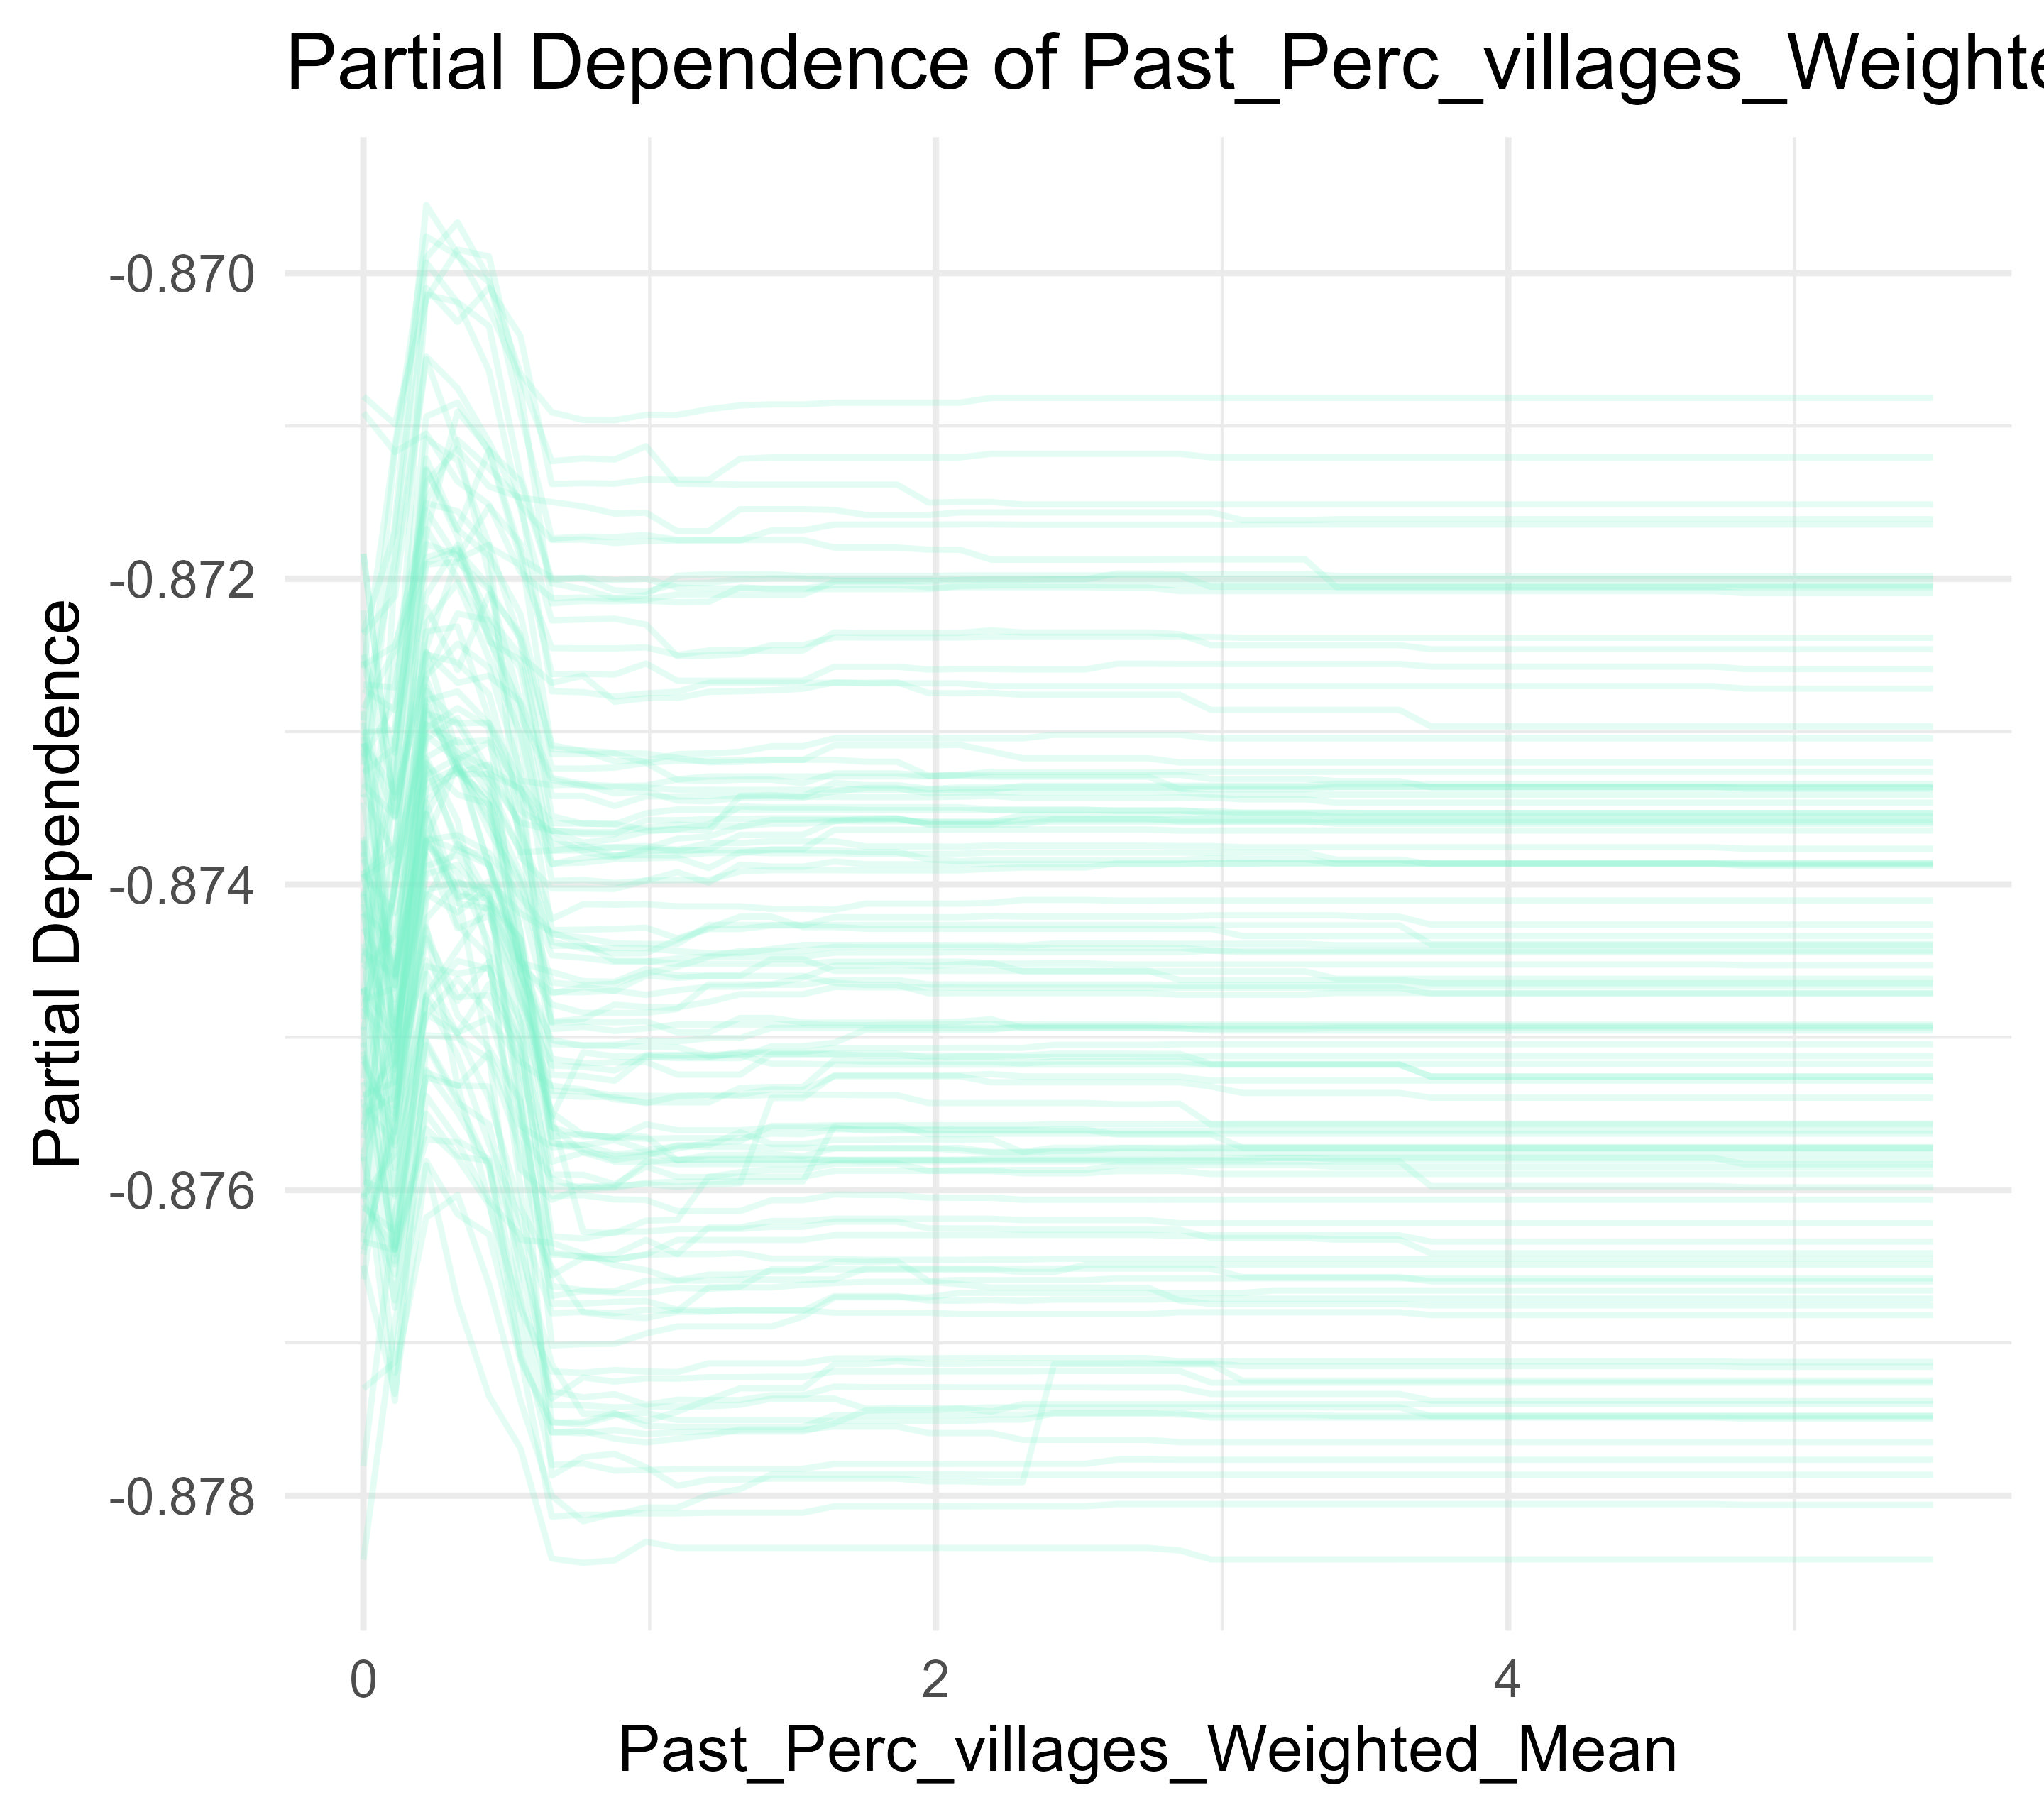 Partial Dependence of Past_Perc_villages_Weighte
-0.870
-0.872
-0.874
-0.876
-0.878
Partial Dependence
0 2 4
Past_Perc_villages_Weighted_Mean